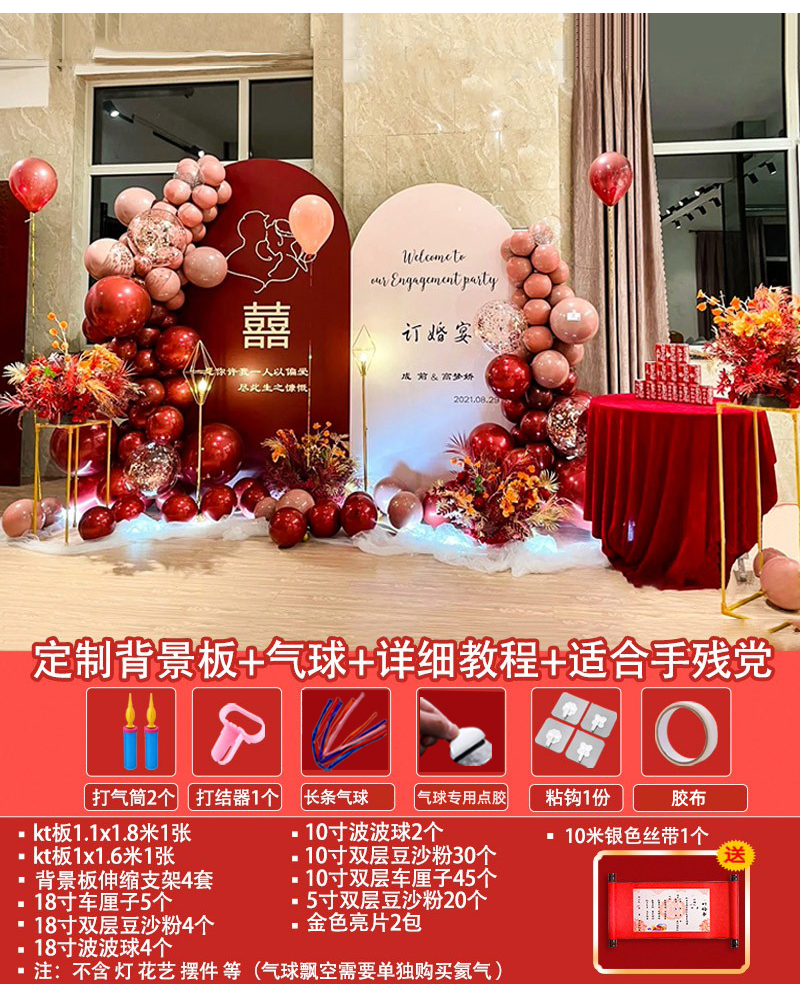 Welcome to
our Engagement party
囍
订婚宴
尽此生之慷慨
2021.08.29
定制背景板+气球+详细教程+适合手残党
打气筒2个
打结器1个
长条气球
气球专用点胶
粘钩1份
胶布
▪ kt板1.1x1.8米1张
▪ kt板1x1.6米1张
▪ 背景板伸缩支架4套
▪ 18寸车厘子5个
▪ 18寸双层豆沙粉4个
▪ 18寸波波球4个
▪ 注：不含 灯 花艺 摆件 等（气球飘空需要单独购买氦气）
▪ 10寸波波球2个
▪ 10寸双层豆沙粉30个
▪ 10寸双层车厘子45个
▪ 5寸双层豆沙粉20个
▪ 金色亮片2包
▪ 10米银色丝带1个
送